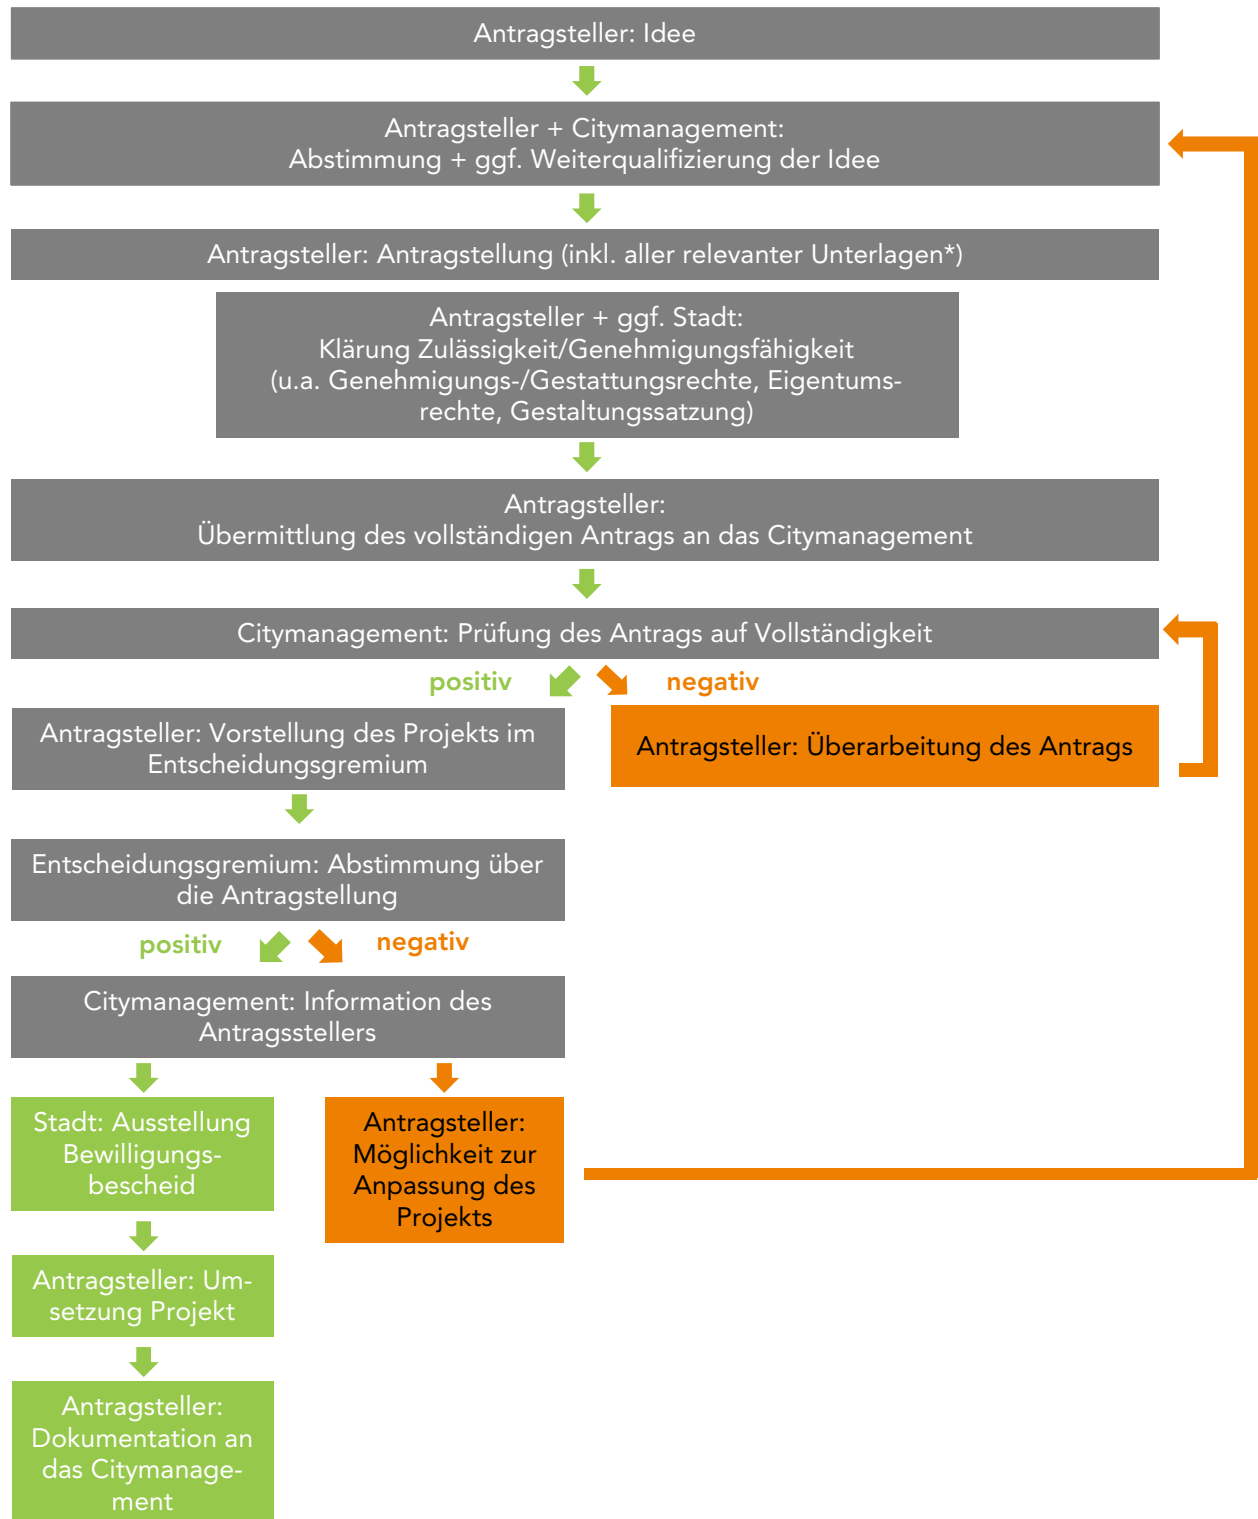 Antragsteller: Idee
Antragsteller + Citymanagement:
Abstimmung + ggf. Weiterqualifizierung der Idee
Antragsteller: Antragstellung (inkl. aller relevanter Unterlagen*)
Antragsteller + ggf. Stadt:
Klärung Zulässigkeit/Genehmigungsfähigkeit
(u.a. Genehmigungs-/Gestattungsrechte, Eigentums-
rechte, Gestaltungssatzung)
Antragsteller:
Übermittlung des vollständigen Antrags an das Citymanagement
Citymanagement: Prüfung des Antrags auf Vollständigkeit
positiv
negativ
Antragsteller: Vorstellung des Projekts im
Entscheidungsgremium
Antragsteller: Überarbeitung des Antrags
Entscheidungsgremium: Abstimmung über
die Antragstellung
positiv
negativ
Citymanagement: Information des
Antragsstellers
Stadt: Ausstellung
Bewilligungs-
bescheid
Antragsteller:
Möglichkeit zur
Anpassung des
Projekts
Antragsteller: Um-
setzung Projekt
Antragsteller:
Dokumentation an
das Citymanage-
ment